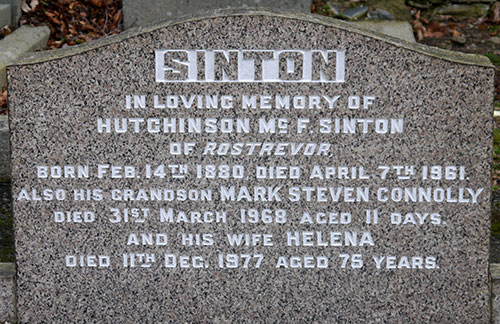 SINTON
IN LOVING MEMORY OF
HUTCHINSON Mc F. SINTON
OF ROSTREVOR.
BORN FEB. 14TH 1880 DIED APRIL 7TH 1961.
ALSO HIS GRANDSON MARK STEVEN CONNOLLY
DIED 31ST MARCH 1968 AGED 11 DAYS.
AND HIS WIFE HELENA
DIED 11TH DEC. 1977 AGED 75 YEARS.